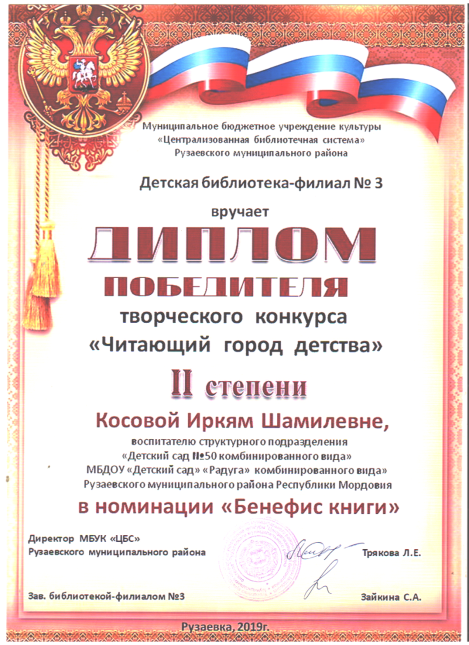 Муниципальное бюджетное учреждение культуры
«Централизованная библиотечная система»
Рузаевского муниципального района
Детская библиотека-филиал № 3
вручает
ДИПЛОМ
ПОБЕДИТЕЛЯ
творческого конкурса
«Читающий город детства»
II степени
Косовой Иркям Шамилевне,
воспитателю структурного подразделения
«Детский сад №50 комбинированного вида»
МБДОУ «Детский сад» «Радуга» комбинированного вида»
Рузаевского муниципального района Республики Мордовия
в номинации «Бенефис книги»
Директор МБУК «ЦБС»
Рузаевского муниципального района Трякова Л.Е.
Зав. библиотекой-филиалом №3 Зайкина С.А.
Рузаевка, 2019г.